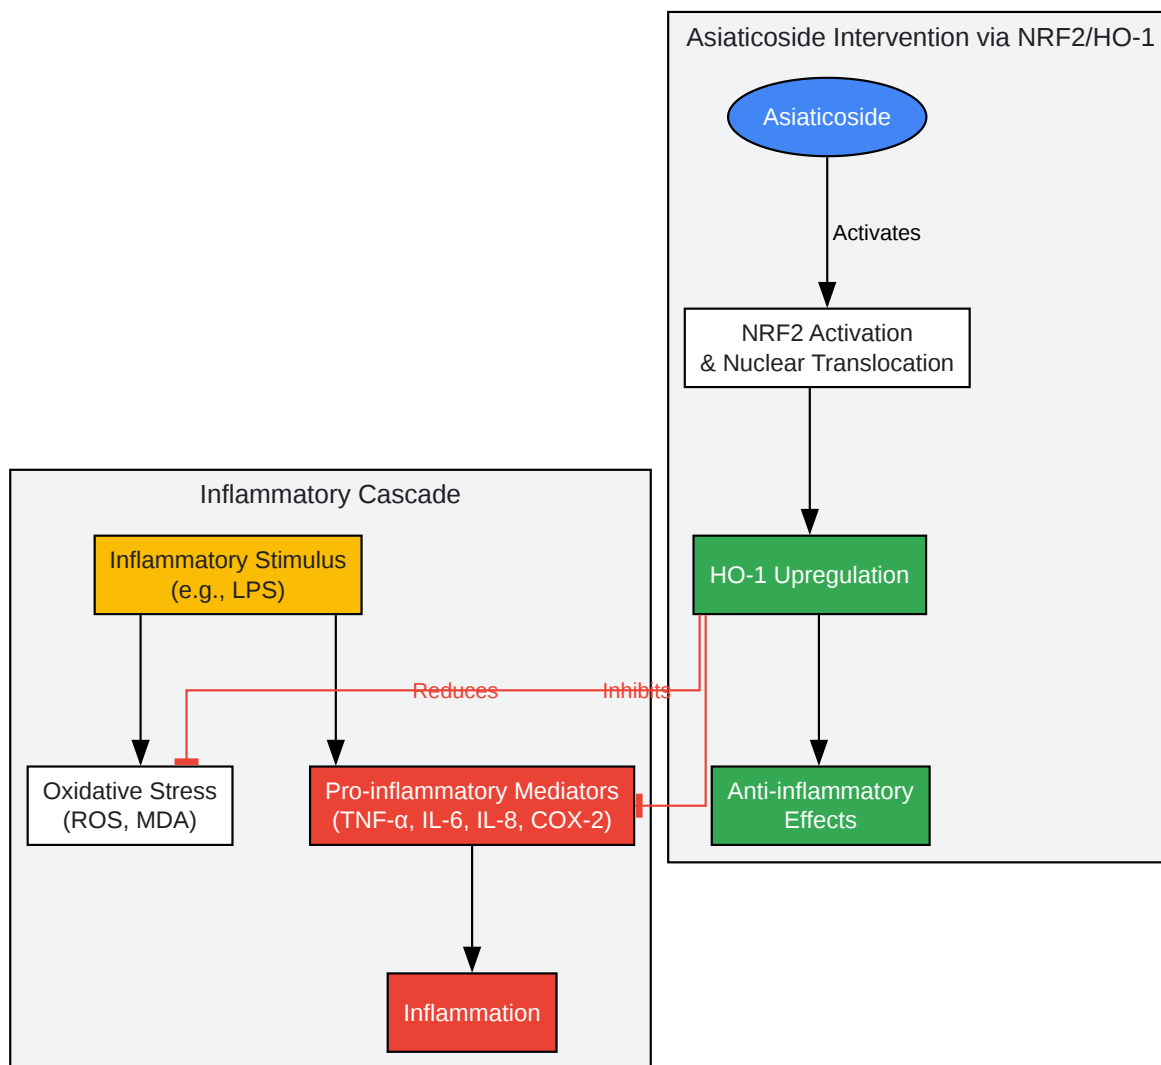 Asiaticoside Intervention via NRF2/HO-1
Asiaticoside
Activates
NRF2 Activation
& Nuclear Translocation
Inflammatory Cascade
Inflammatory Stimulus
(e.g., LPS)
HO-1 Upregulation
Reduces
Inhibits
Oxidative Stress
(ROS, MDA)
Pro-inflammatory Mediators
(TNF-α, IL-6, IL-8, COX-2)
Anti-inflammatory
Effects
Inflammation